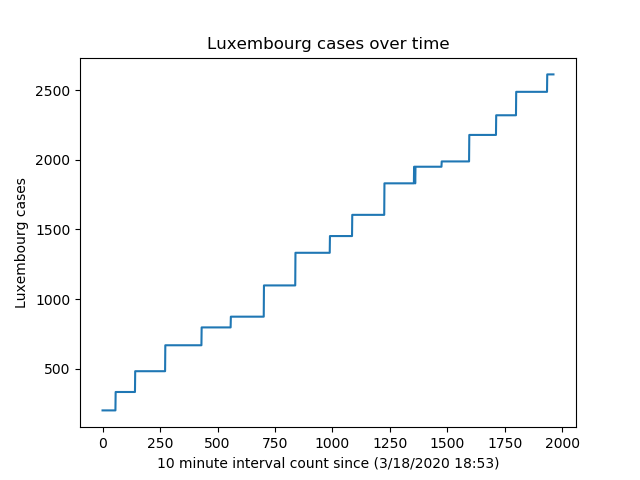 Luxembourg cases over time
2500
2000
1500
1000
500
Luxembourg cases
0 250 500 750 1000 1250 1500 1750 2000
10 minute interval count since (3/18/2020 18:53)